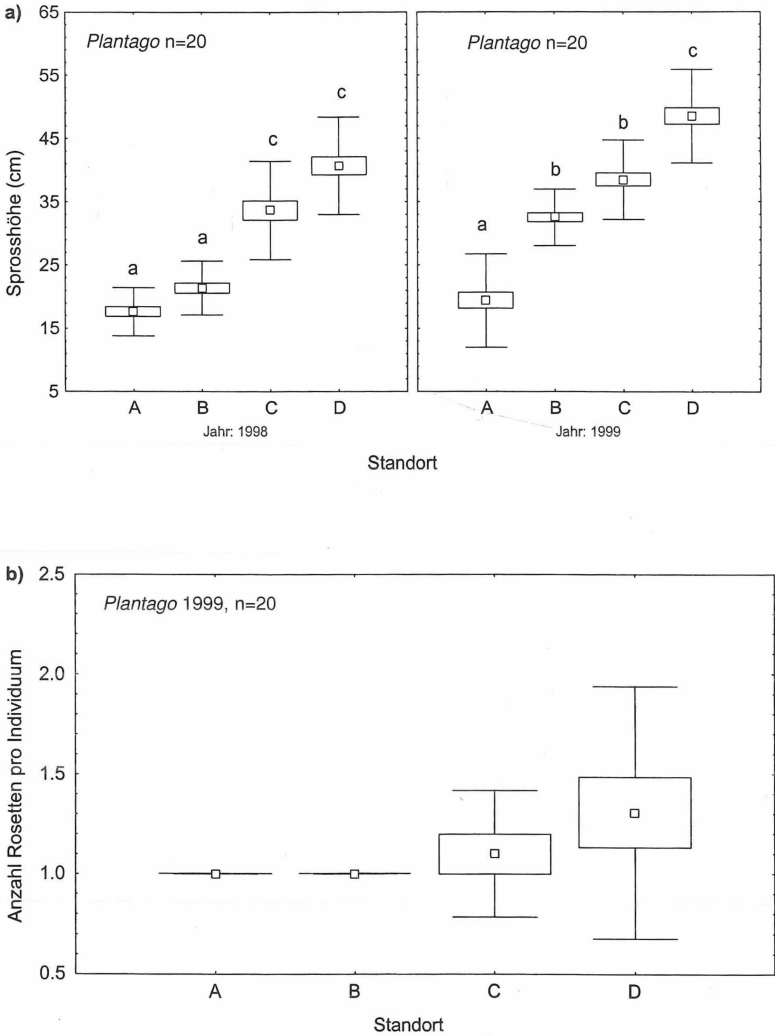 a)
Sprosshöhe (cm)
65
55
45
35
25
15
5
Plantago n=20
a
a
c
c
A
B
C
D
Jahr: 1998
Plantago n=20
a
b
b
c
A
B
C
D
Jahr: 1999
Standort
b)
Anzahl Rosetten pro Individuum
2.5
2.0
1.5
1.0
0.5
Plantago 1999, n=20
A
B
C
D
Standort